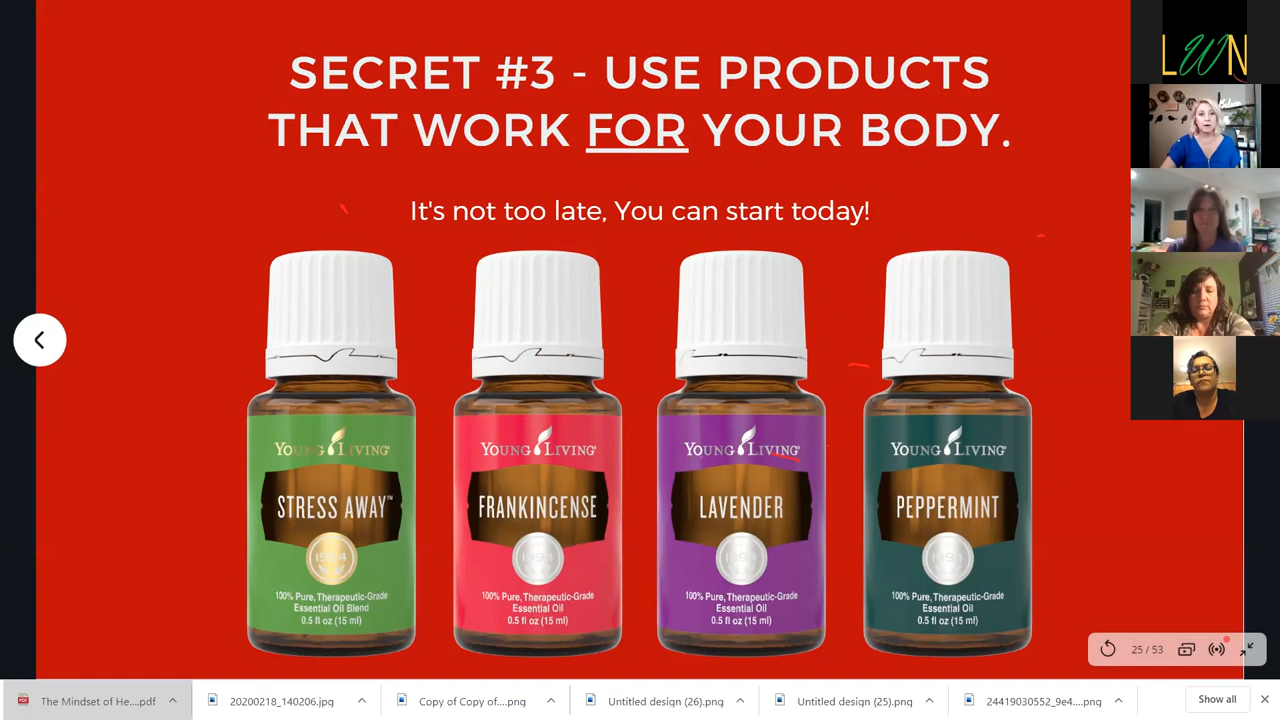 SECRET #3 - USE PRODUCTS
THAT WORK FOR YOUR BODY.
It's not too late, You can start today!
YOUNG LIVING®
STRESS AWAY™
1994
100% Pure, Therapeutic-Grade
Essential Oil Blend
0.5 fl oz (15 ml)
YOUNG LIVING®
FRANKINCENSE
1994
100% Pure, Therapeutic-Grade
Essential Oil
0.5 fl oz (15 ml)
YOUNG LIVING®
LAVENDER
1994
100% Pure, Therapeutic-Grade
Essential Oil
0.5 fl oz (15 ml)
YOUNG LIVING®
PEPPERMINT
1994
100% Pure, Therapeutic-Grade
Essential Oil
0.5 fl oz (15 ml)
LWN
25 / 53
The Mindset of He....pdf
20200218_140206.jpg
Copy of Copy of....png
Untitled design (26).png
Untitled design (25).png
24419030552_9e4....png
Show all